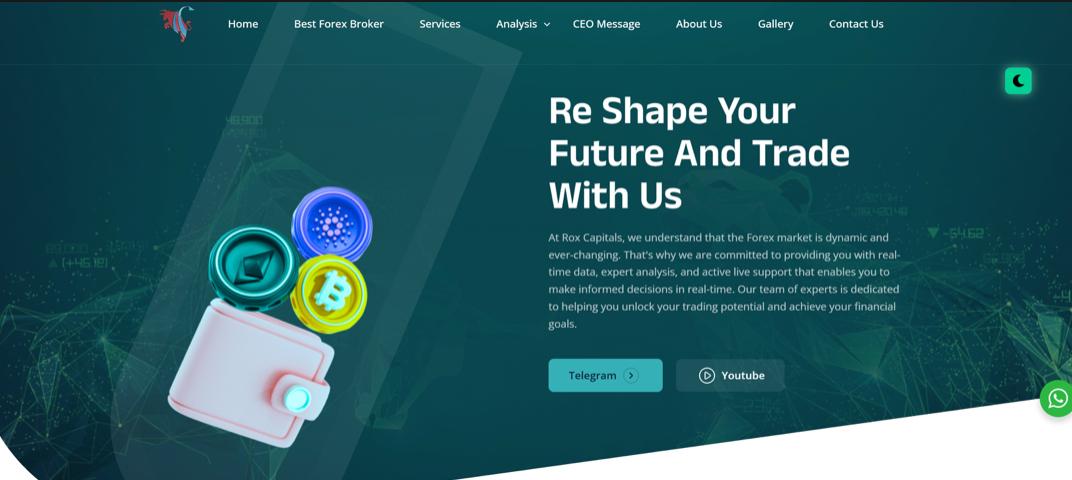 Home
Best Forex Broker
Services
Analysis
CEO Message
About Us
Gallery
Contact Us
Re Shape Your
Future And Trade
With Us
At Rox Capitals, we understand that the Forex market is dynamic and
ever-changing. That's why we are committed to providing you with real-
time data, expert analysis, and active live support that enables you to
make informed decisions in real-time. Our team of experts is dedicated
to helping you unlock your trading potential and achieve your financial
goals.
Telegram
Youtube